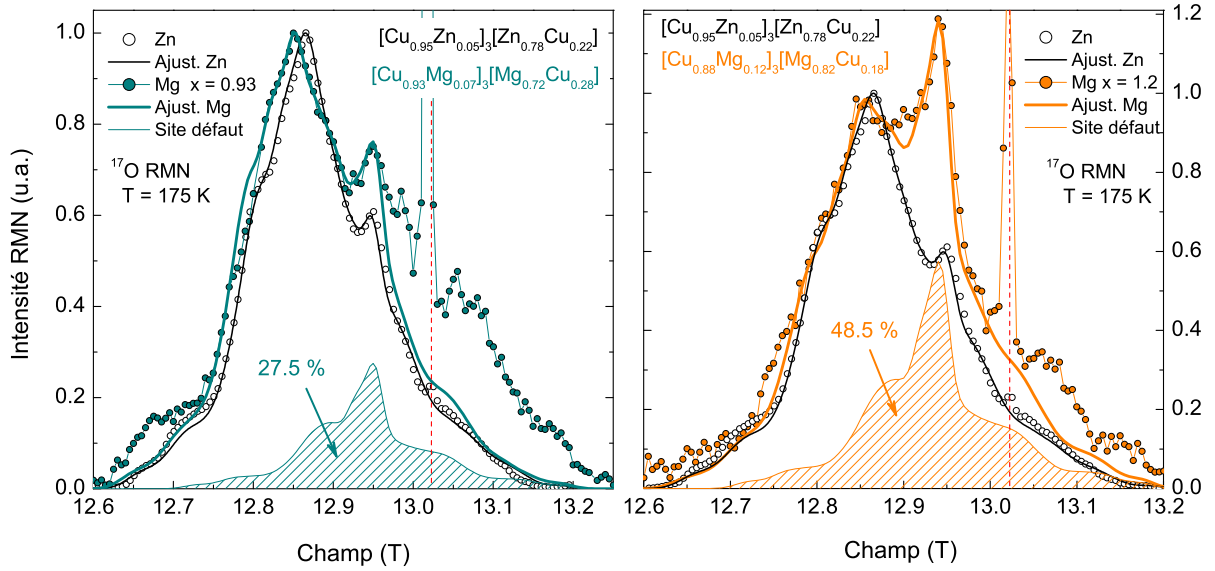 Intensité RMN (u.a.)
1.0
0.8
0.6
0.4
0.2
0.0
Zn
Ajust. Zn
Mg x = 0.93
Ajust. Mg
Site défaut
[Cu0.95Zn0.05]3[Zn0.78Cu0.22]
[Cu0.93Mg0.07]3[Mg0.72Cu0.28]
17O RMN
T = 175 K
27.5 %
12.6 12.7 12.8 12.9 13.0 13.1 13.2
Champ (T)
[Cu0.95Zn0.05]3[Zn0.78Cu0.22]
[Cu0.88Mg0.12]3[Mg0.82Cu0.18]
Zn
Ajust. Zn
Mg x = 1.2
Ajust. Mg
Site défaut
17O RMN
T = 175 K
48.5 %
1.2
1.0
0.8
0.6
0.4
0.2
0.0
12.6 12.7 12.8 12.9 13.0 13.1 13.2
Champ (T)